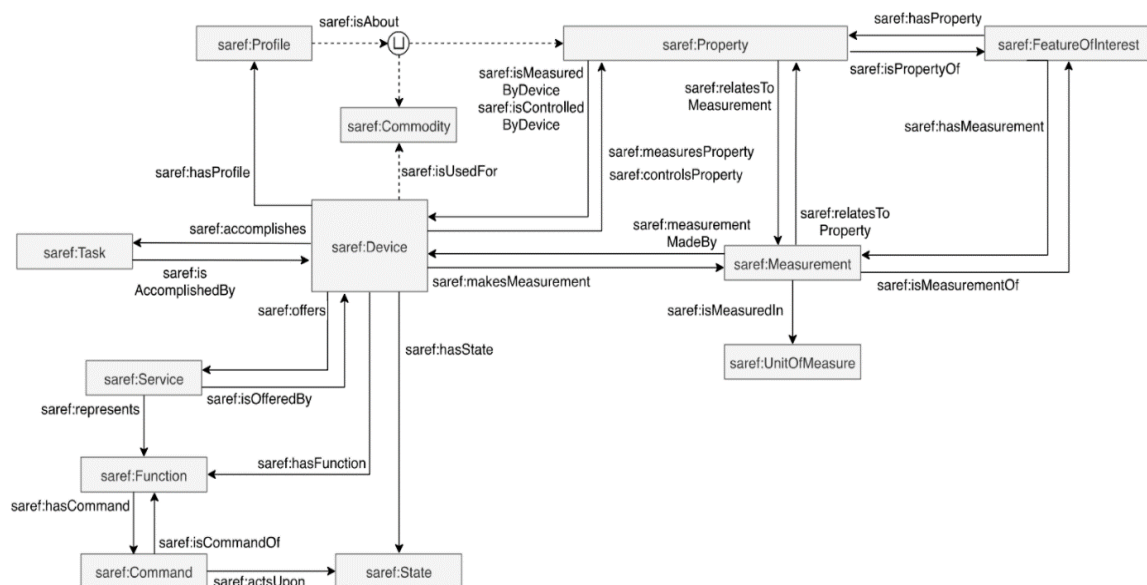 saref:isAbout
saref:hasProperty
saref:Profile
saref:Property
saref:FeatureOfInterest
saref:isPropertyOf
saref:isMeasured
ByDevice
saref:isControlled
ByDevice
saref:relatesTo
Measurement
saref:hasMeasurement
saref:Commodity
saref:measuresProperty
saref:controlsProperty
saref:hasProfile
saref:isUsedFor
saref:accomplishes
saref:measurement
MadeBy
saref:relatesTo
Property
saref:Task
saref:Device
saref:Measurement
saref:is
AccomplishedBy
saref:makesMeasurement
saref:isMeasurementOf
saref:offers
saref:isMeasuredIn
saref:hasState
saref:UnitOfMeasure
saref:Service
saref:isOfferedBy
saref:represents
saref:hasFunction
saref:Function
saref:hasCommand
saref:isCommandOf
saref:Command
saref:actsUpon
saref:State